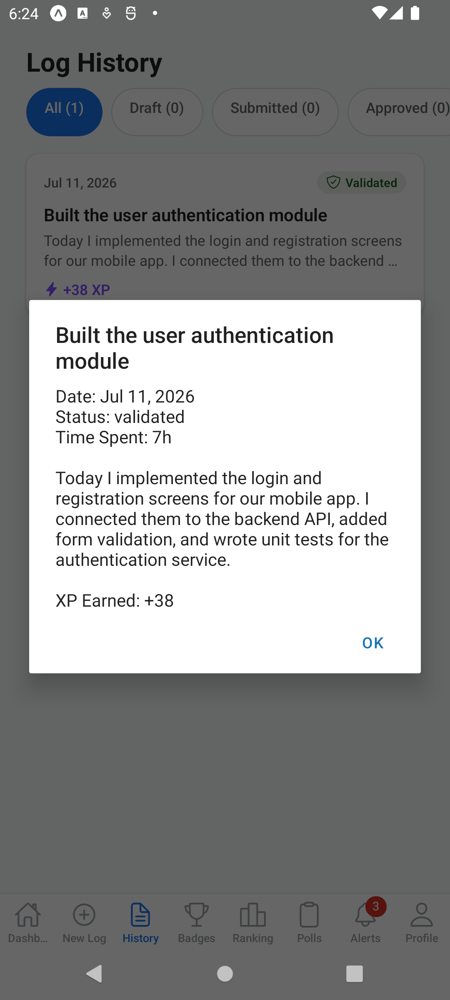 6:24
Log History
All (1)
Draft (0)
Submitted (0)
Approved (0)
Jul 11, 2026
Validated
Built the user authentication module
Today I implemented the login and registration screens
for our mobile app. I connected them to the backend ...
+38 XP
Built the user authentication
module
Date: Jul 11, 2026
Status: validated
Time Spent: 7h
Today I implemented the login and
registration screens for our mobile app. I
connected them to the backend API, added
form validation, and wrote unit tests for the
authentication service.
XP Earned: +38
OK
3
Dashb...
New Log
History
Badges
Ranking
Polls
Alerts
Profile